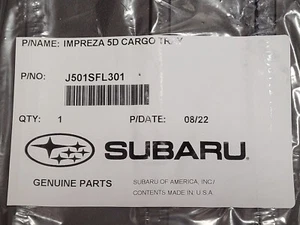 P/NAME: IMPREZA 5D CARGO TRAY
P/NO: J501SFL301
QTY: 1 P/DATE: 08/22
SUBARU
GENUINE PARTS SUBARU OF AMERICA, INC./
CONTENTS MADE IN U.S.A.